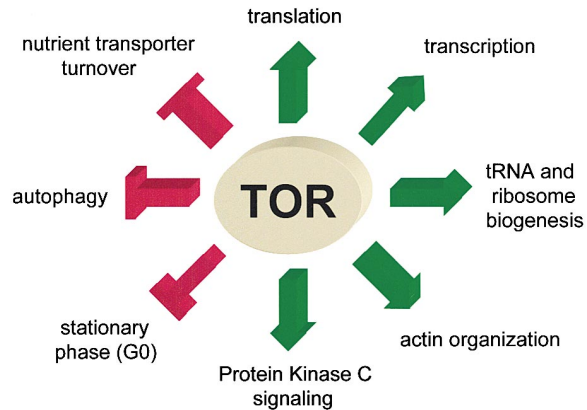 translation
nutrient transporter
turnover
transcription
autophagy
TOR
tRNA and
ribosome
biogenesis
stationary
phase (G0)
actin organization
Protein Kinase C
signaling